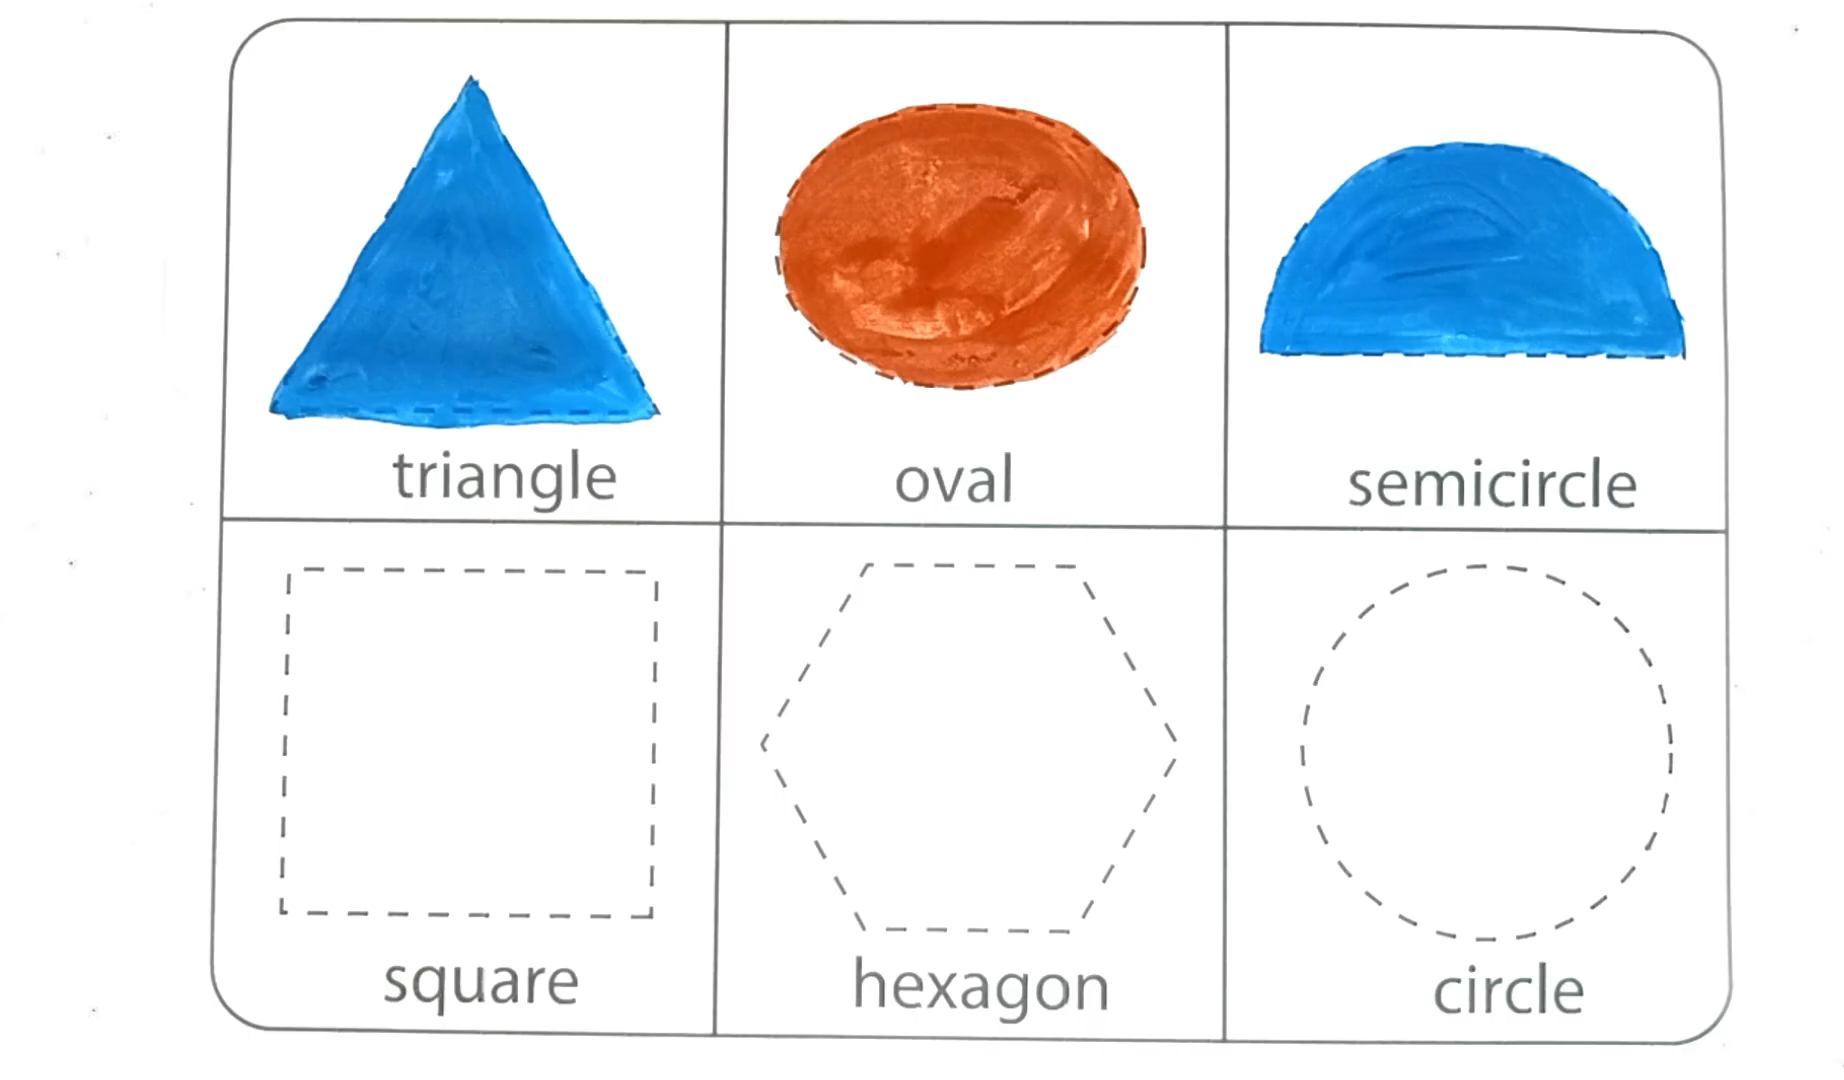 triangle
oval
semicircle
square
hexagon
circle